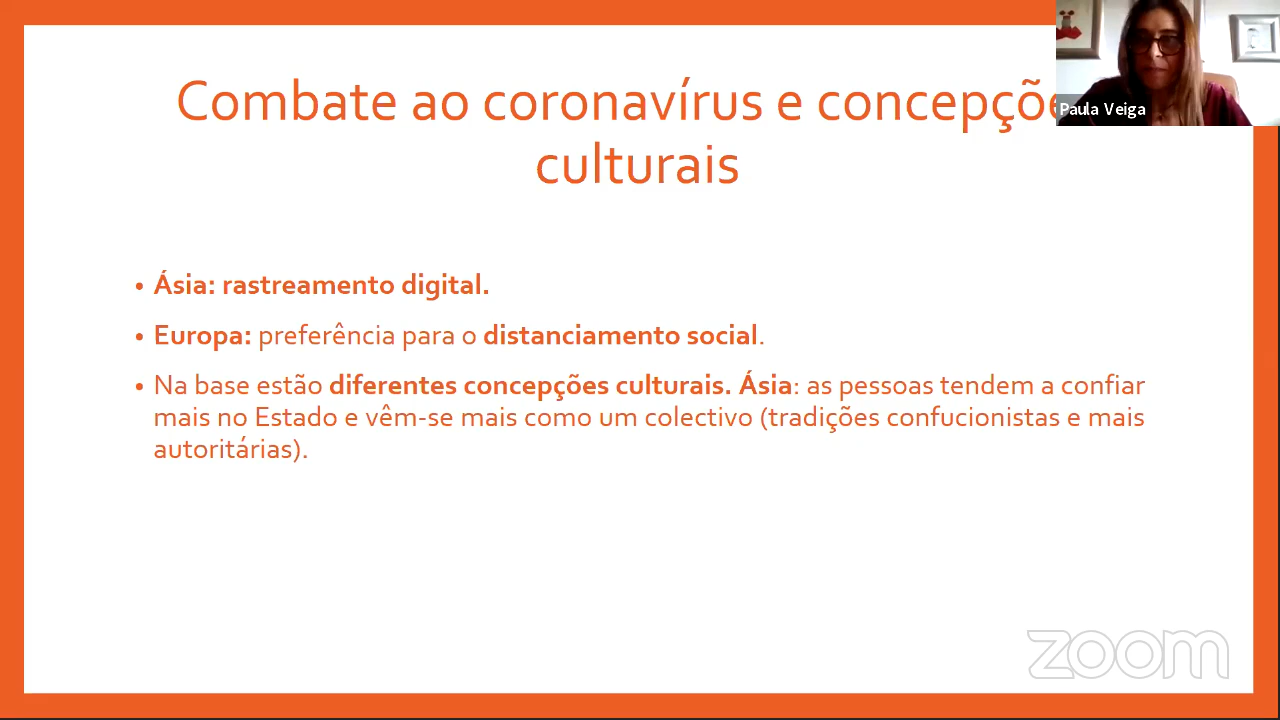 Combate ao coronavírus e concepçõe
culturais
Paula Veiga
• Ásia: rastreamento digital.
• Europa: preferência para o distanciamento social.
• Na base estão diferentes concepções culturais. Ásia: as pessoas tendem a confiar
mais no Estado e vêm-se mais como um colectivo (tradições confucionistas e mais
autoritárias).
zoom